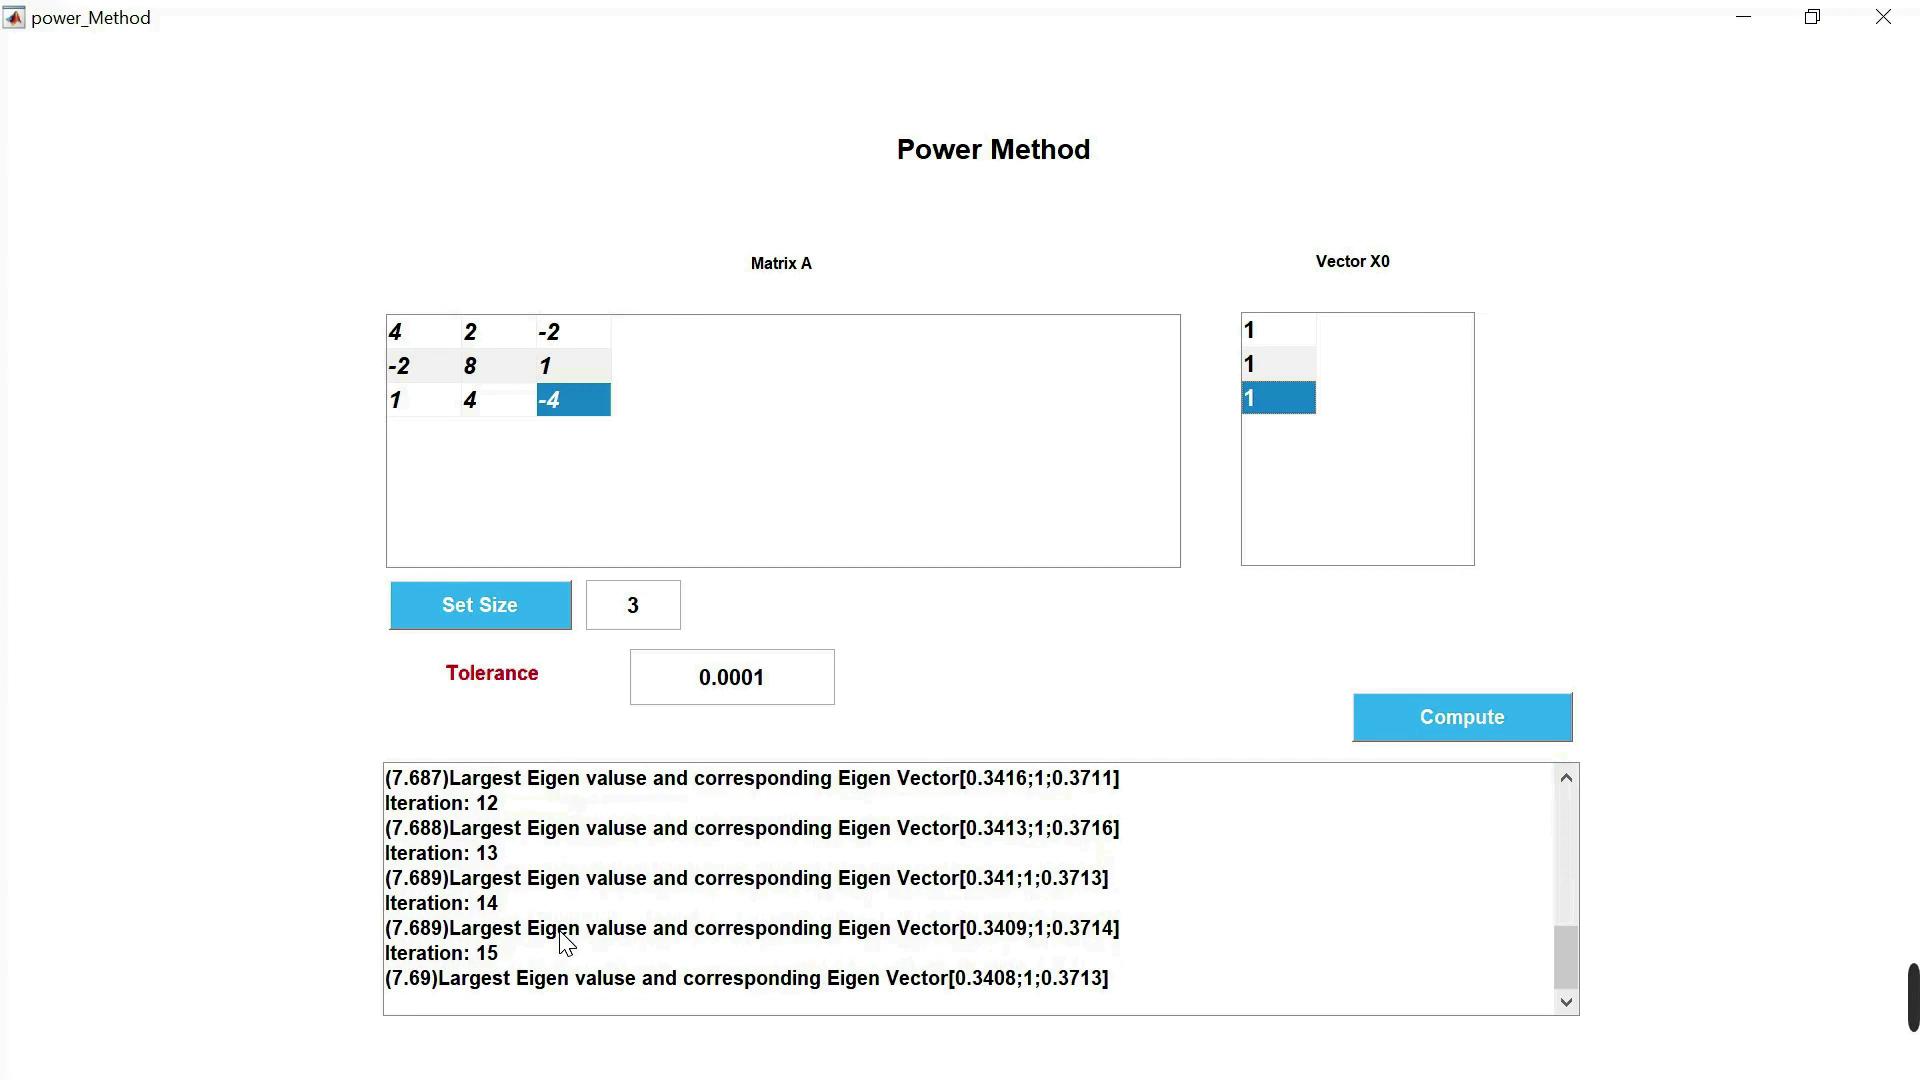 power_Method
Power Method
Matrix A
Vector X0
4 2 -2
-2 8 1
1 4 -4
1
1
1
Set Size
3
Tolerance
0.0001
Compute
(7.687)Largest Eigen valuse and corresponding Eigen Vector[0.3416;1;0.3711]
Iteration: 12
(7.688)Largest Eigen valuse and corresponding Eigen Vector[0.3413;1;0.3716]
Iteration: 13
(7.689)Largest Eigen valuse and corresponding Eigen Vector[0.341;1;0.3713]
Iteration: 14
(7.689)Largest Eigen valuse and corresponding Eigen Vector[0.3409;1;0.3714]
Iteration: 15
(7.69)Largest Eigen valuse and corresponding Eigen Vector[0.3408;1;0.3713]